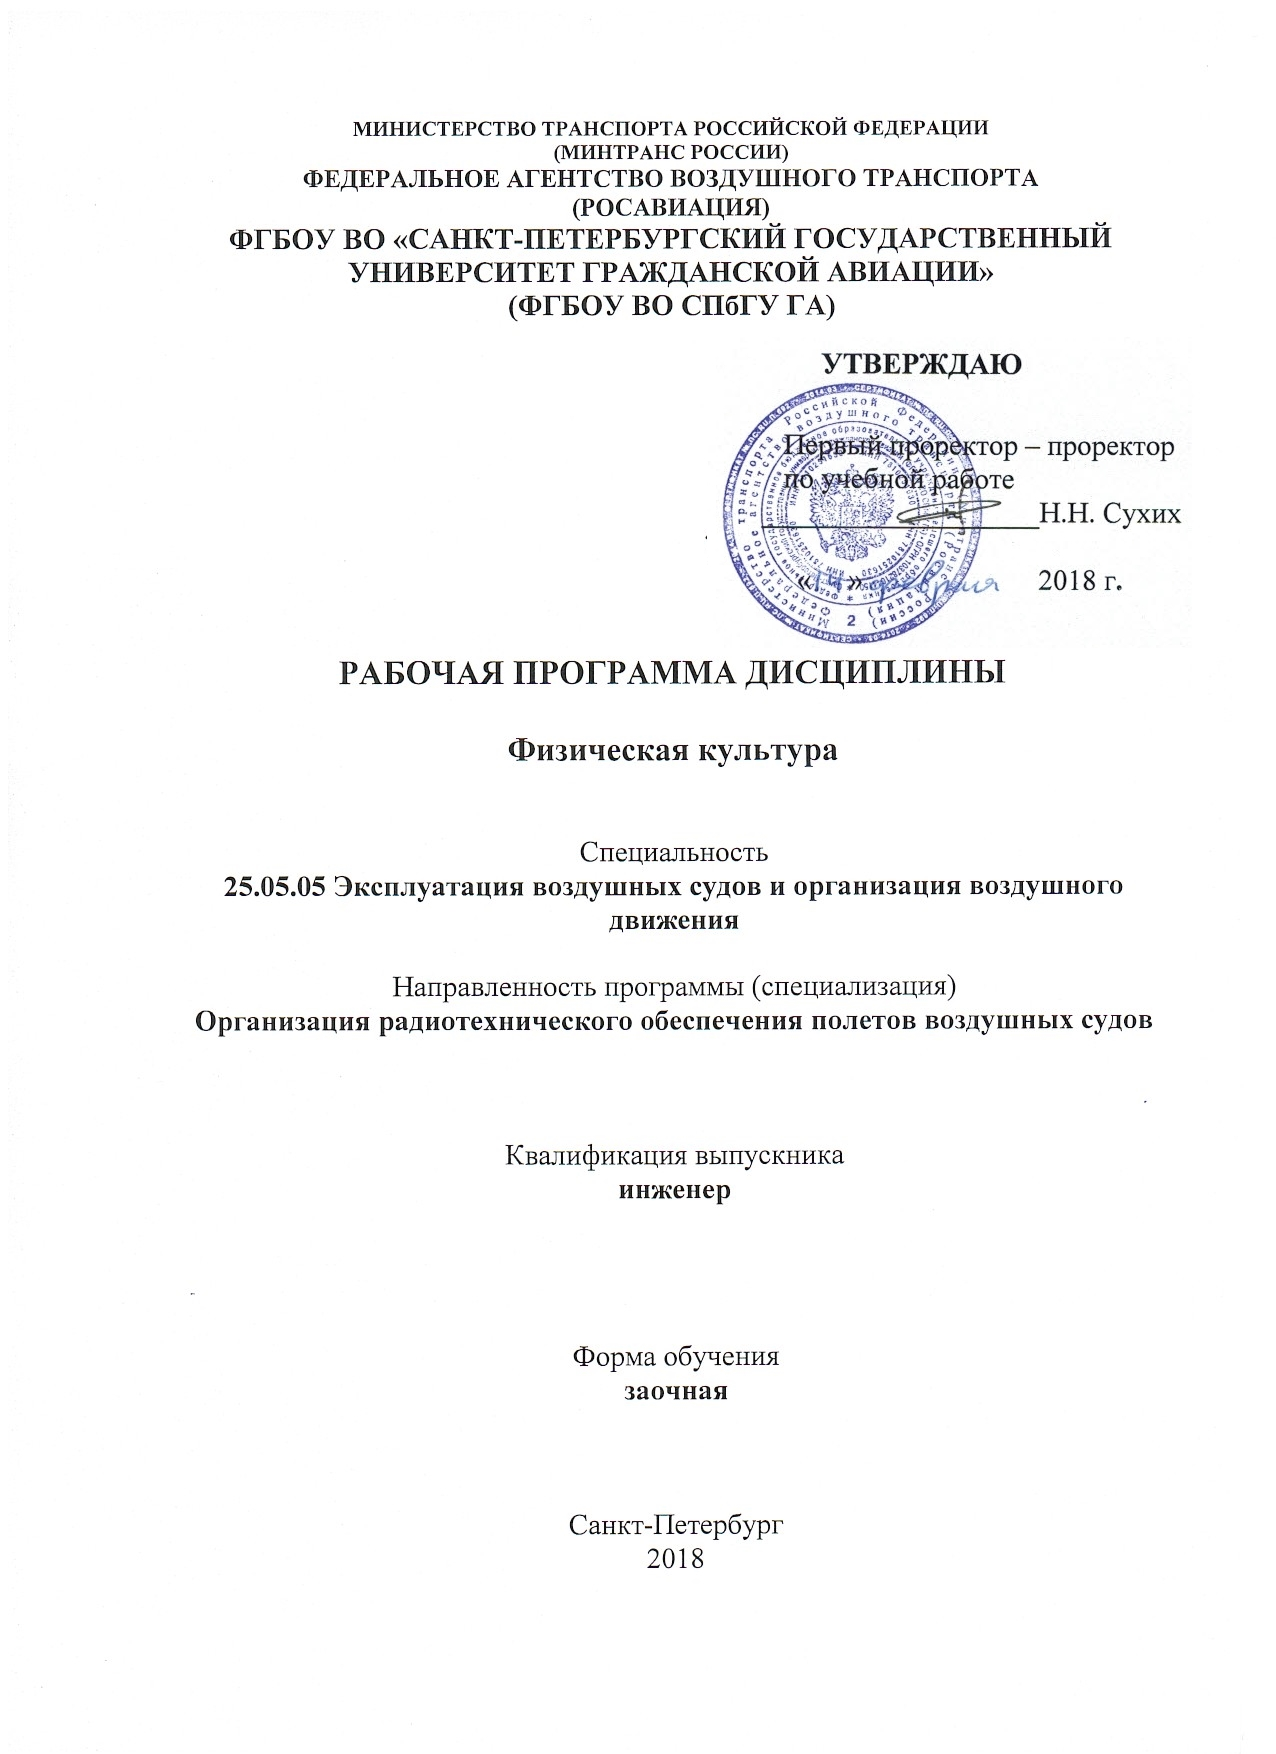 МИНИСТЕРСТВО ТРАНСПОРТА РОССИЙСКОЙ ФЕДЕРАЦИИ
(МИНТРАНС РОССИИ)
ФЕДЕРАЛЬНОЕ АГЕНТСТВО ВОЗДУШНОГО ТРАНСПОРТА
(РОСАВИАЦИЯ)
ФГБОУ ВО «САНКТ-ПЕТЕРБУРГСКИЙ ГОСУДАРСТВЕННЫЙ
УНИВЕРСИТЕТ ГРАЖДАНСКОЙ АВИАЦИИ»
(ФГБОУ ВО СПбГУ ГА)
УТВЕРЖДАЮ
Первый проректор – проректор
по учебной работе
Н.Н. Сухих
« » февраля 2018 г.
РАБОЧАЯ ПРОГРАММА ДИСЦИПЛИНЫ
Физическая культура
Специальность
25.05.05 Эксплуатация воздушных судов и организация воздушного
движения
Направленность программы (специализация)
Организация радиотехнического обеспечения полетов воздушных судов
Квалификация выпускника
инженер
Форма обучения
заочная
Санкт-Петербург
2018